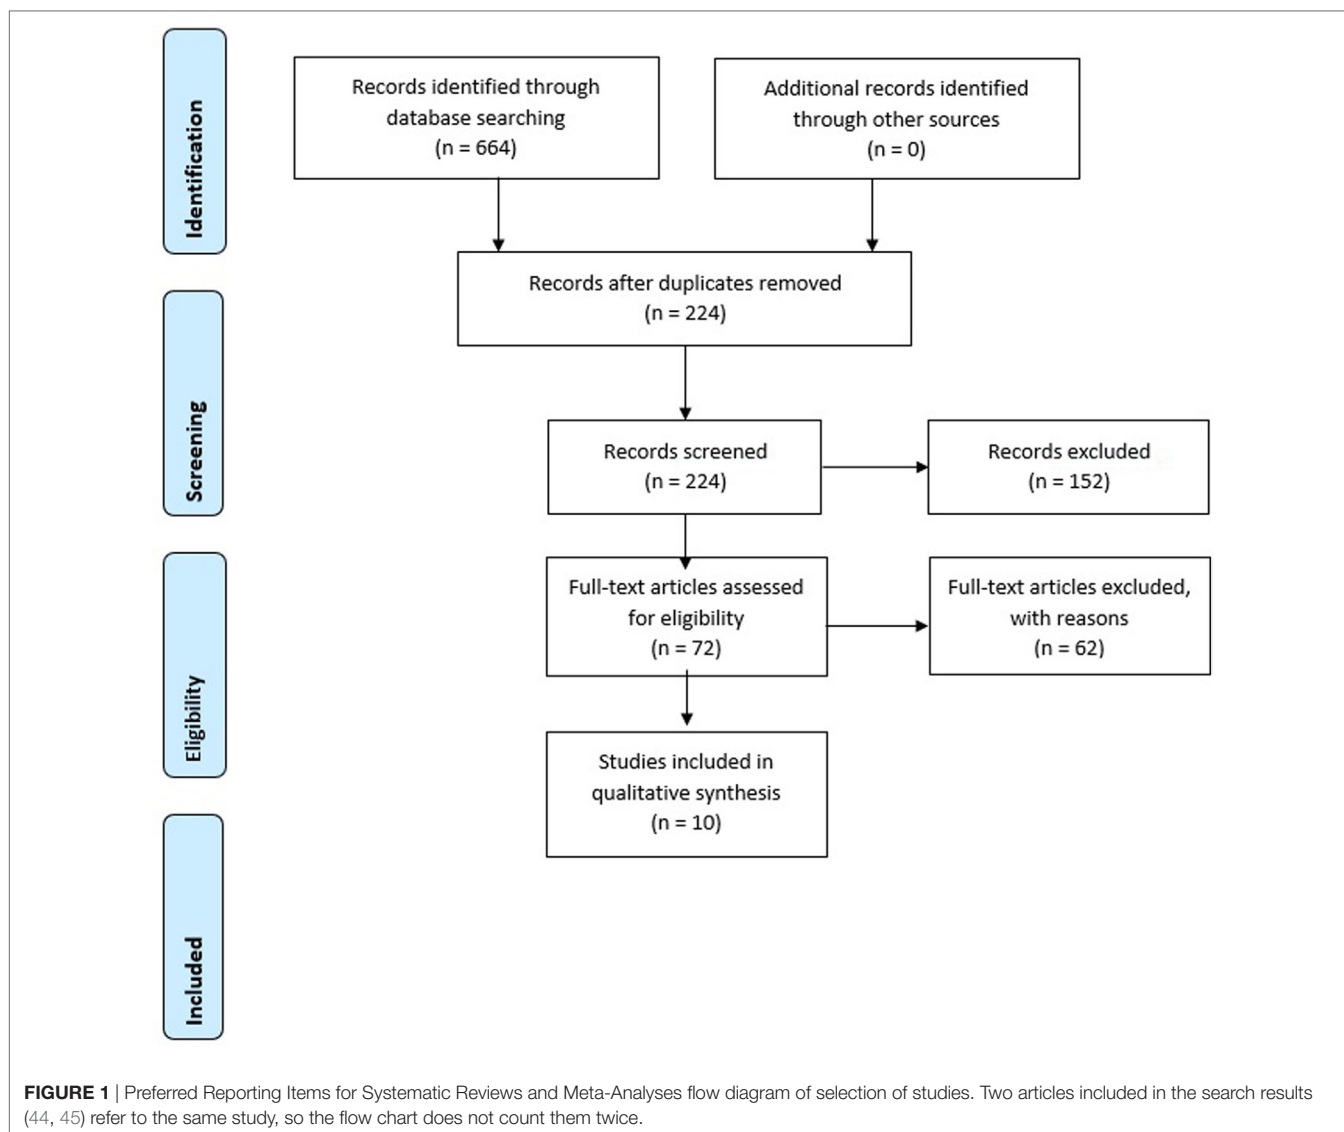 Identification
Records identified through
database searching
(n = 664)
Additional records identified
through other sources
(n = 0)
Records after duplicates removed
(n = 224)
Screening
Records screened
(n = 224)
Records excluded
(n = 152)
Eligibility
Full-text articles assessed
for eligibility
(n = 72)
Full-text articles excluded,
with reasons
(n = 62)
Studies included in
qualitative synthesis
(n = 10)
Included
FIGURE 1 | Preferred Reporting Items for Systematic Reviews and Meta-Analyses flow diagram of selection of studies. Two articles included in the search results
(44, 45) refer to the same study, so the flow chart does not count them twice.